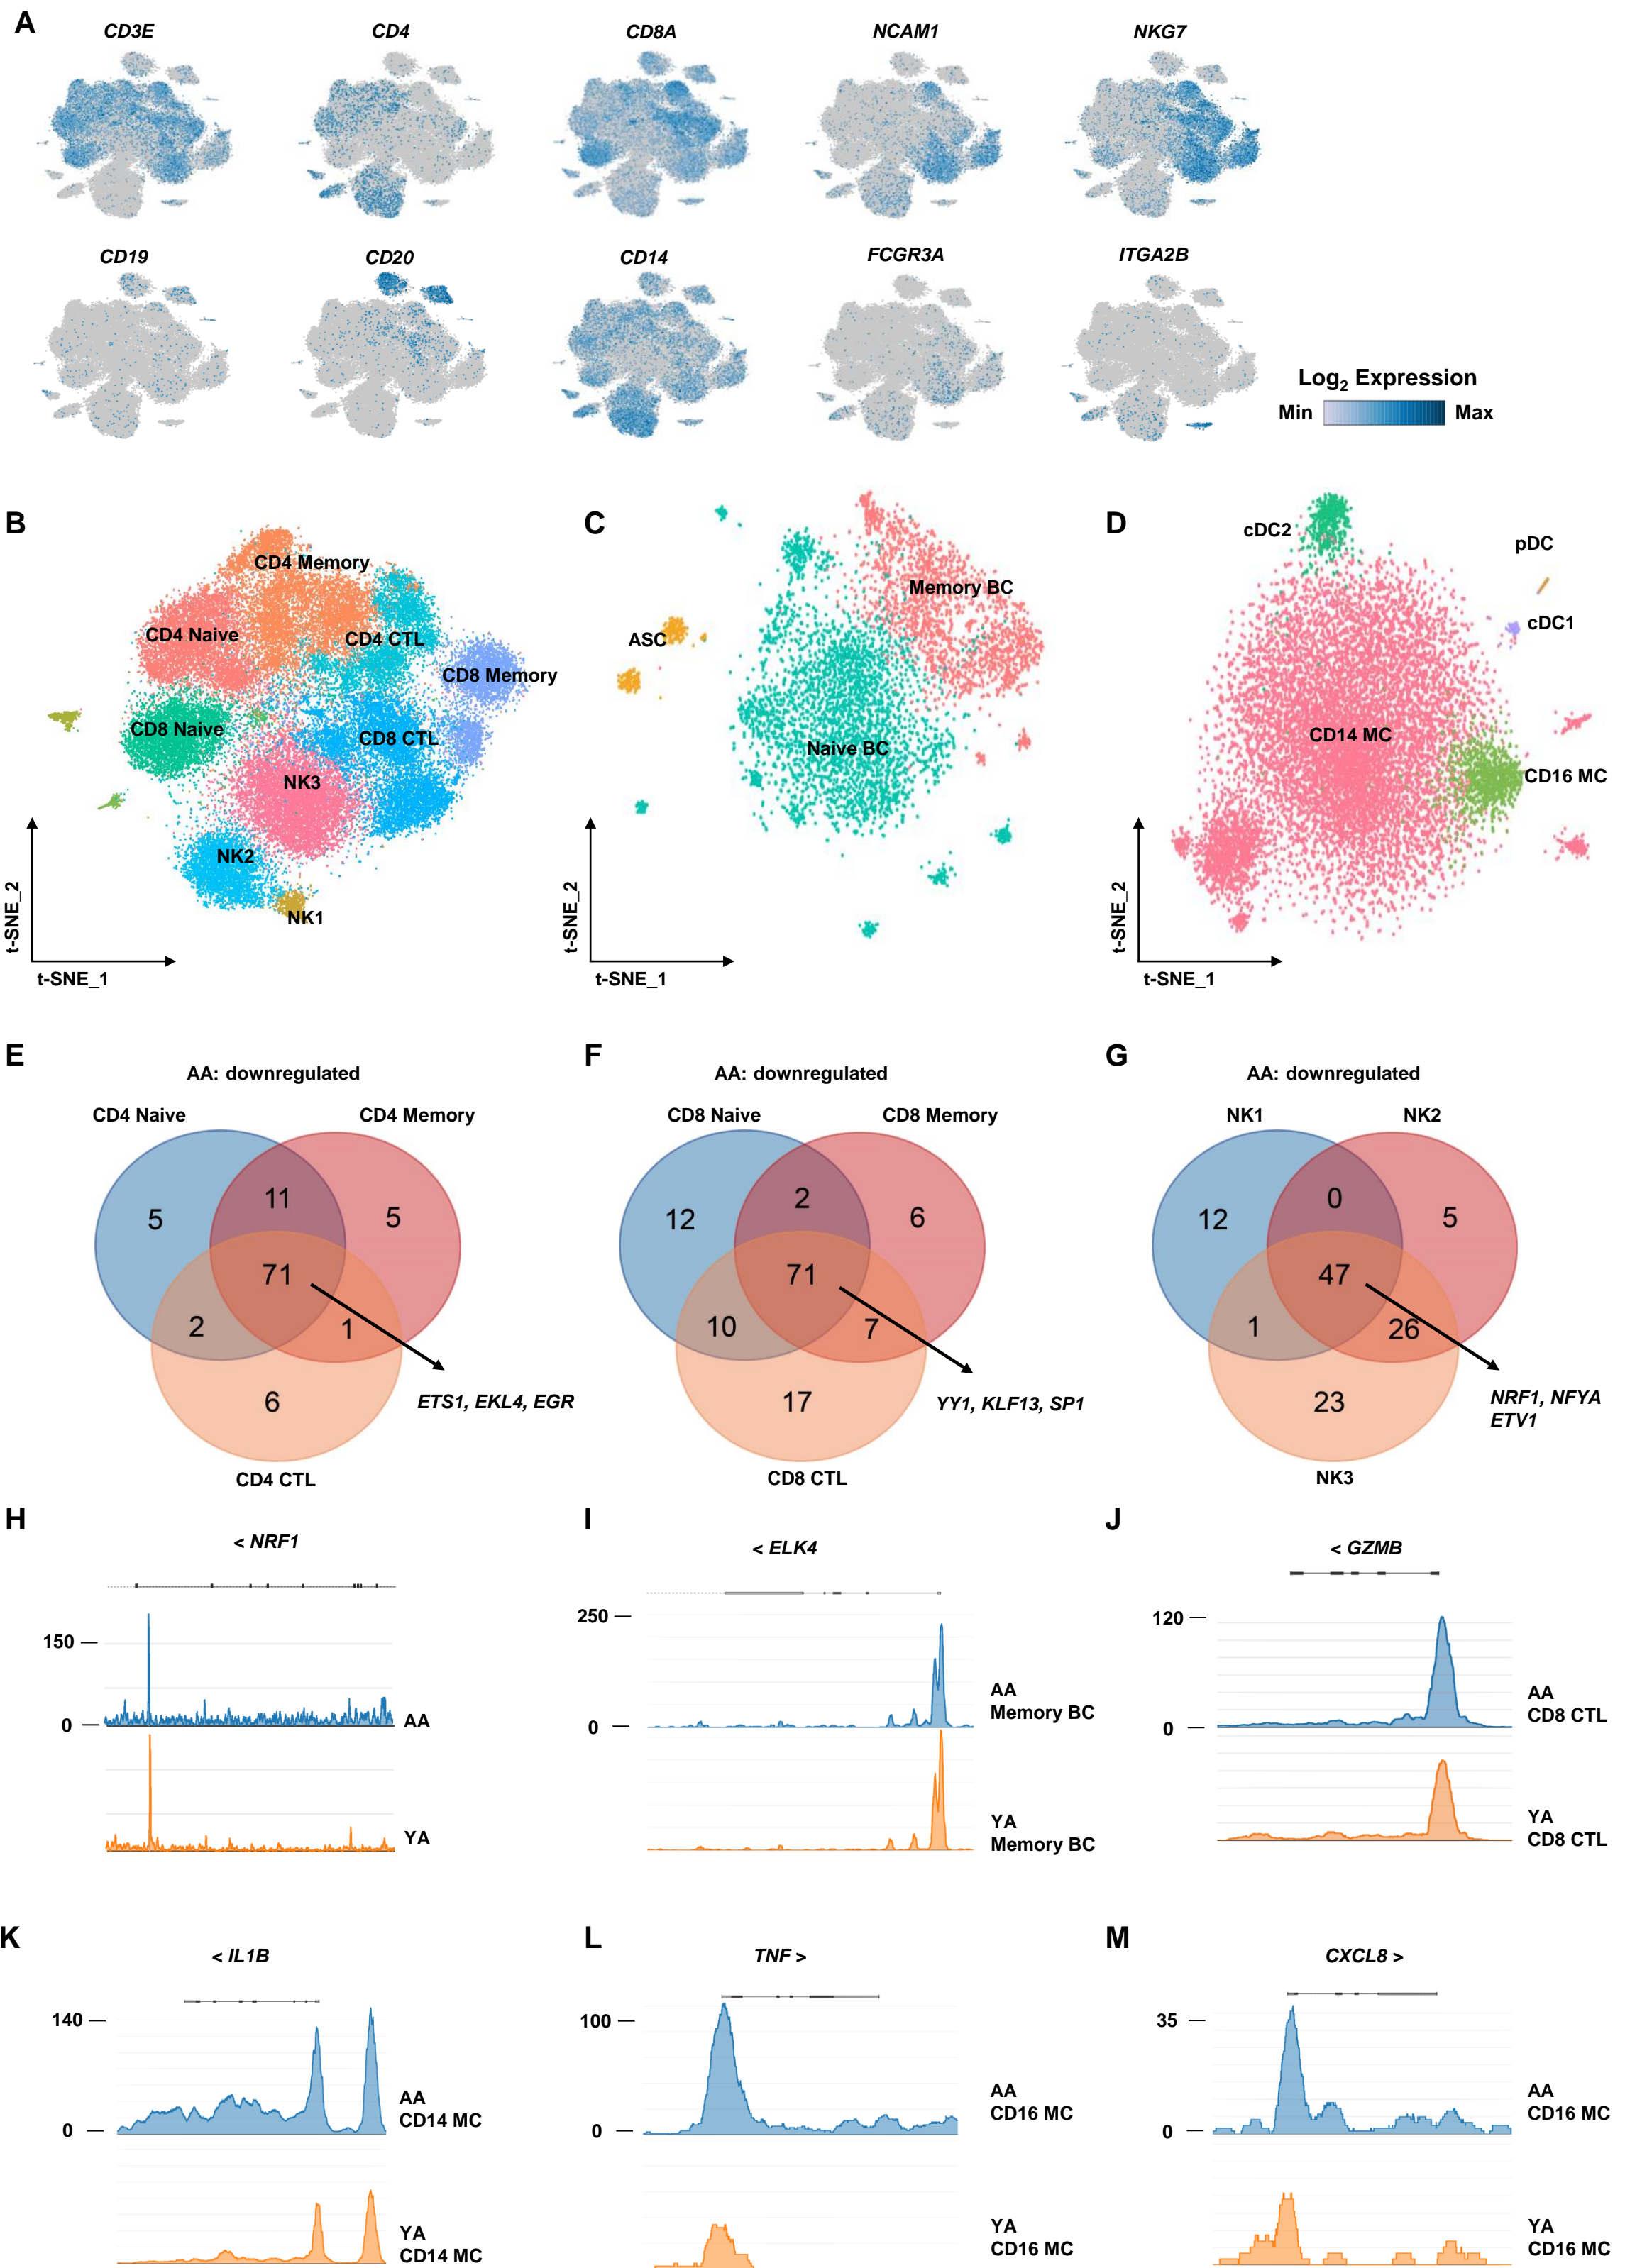 A
CD3E
CD4
CD8A
NCAM1
NKG7
CD19
CD20
CD14
FCGR3A
ITGA2B
Log2 Expression
Min
Max
B
CD4 Memory
CD4 Naive
CD4 CTL
CD8 Memory
CD8 Naive
CD8 CTL
NK3
NK2
NK1
t-SNE_2
t-SNE_1
C
Memory BC
ASC
Naive BC
t-SNE_2
t-SNE_1
D
cDC2
pDC
cDC1
CD14 MC
CD16 MC
t-SNE_2
t-SNE_1
E
AA: downregulated
CD4 Naive
CD4 Memory
11
5
5
71
2
1
6
ETS1, EKL4, EGR
CD4 CTL
F
AA: downregulated
CD8 Naive
CD8 Memory
2
12
6
71
10
7
17
YY1, KLF13, SP1
CD8 CTL
G
AA: downregulated
NK1
NK2
0
12
5
47
1
26
23
NRF1, NFYA
ETV1
NK3
H
< NRF1
150
0
AA
YA
I
< ELK4
250
0
AA
Memory BC
YA
Memory BC
J
< GZMB
120
0
AA
CD8 CTL
YA
CD8 CTL
K
< IL1B
140
0
AA
CD14 MC
YA
CD14 MC
L
TNF >
100
0
AA
CD16 MC
YA
CD16 MC
M
CXCL8 >
35
0
AA
CD16 MC
YA
CD16 MC